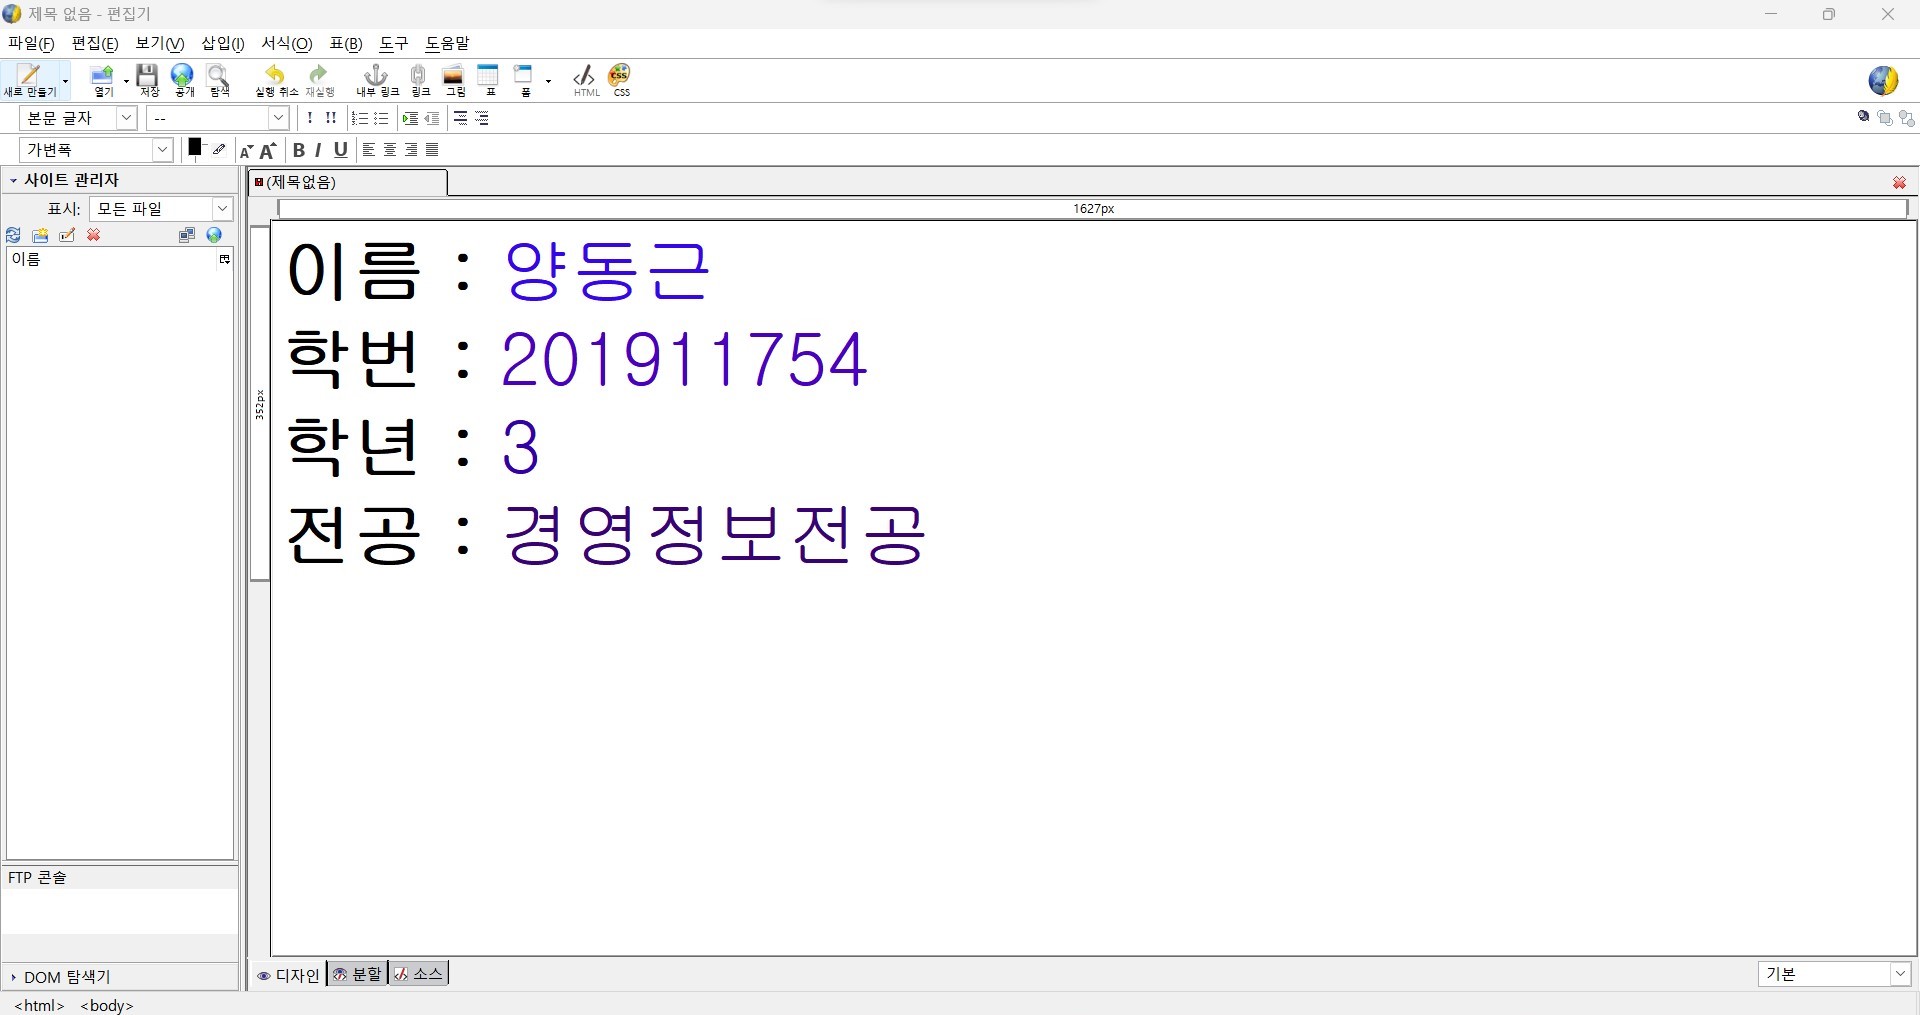 제목 없음 - 편집기
파일(F) 편집(E) 보기(V) 삽입(I) 서식(O) 표(B) 도구 도움말
새로 만들기 열기 저장 공개 탐색 실행 취소 재실행 내부 링크 링크 그림 표 폼 HTML CSS
본문 글자 --
! !!
가변폭 A A B I U
사이트 관리자
(제목없음)
표시: 모든 파일
1627px
이름
352px
이름 : 양동근
학번 : 201911754
학년 : 3
전공 : 경영정보전공
FTP 콘솔
DOM 탐색기
디자인 분할 소스 기본
<html> <body>